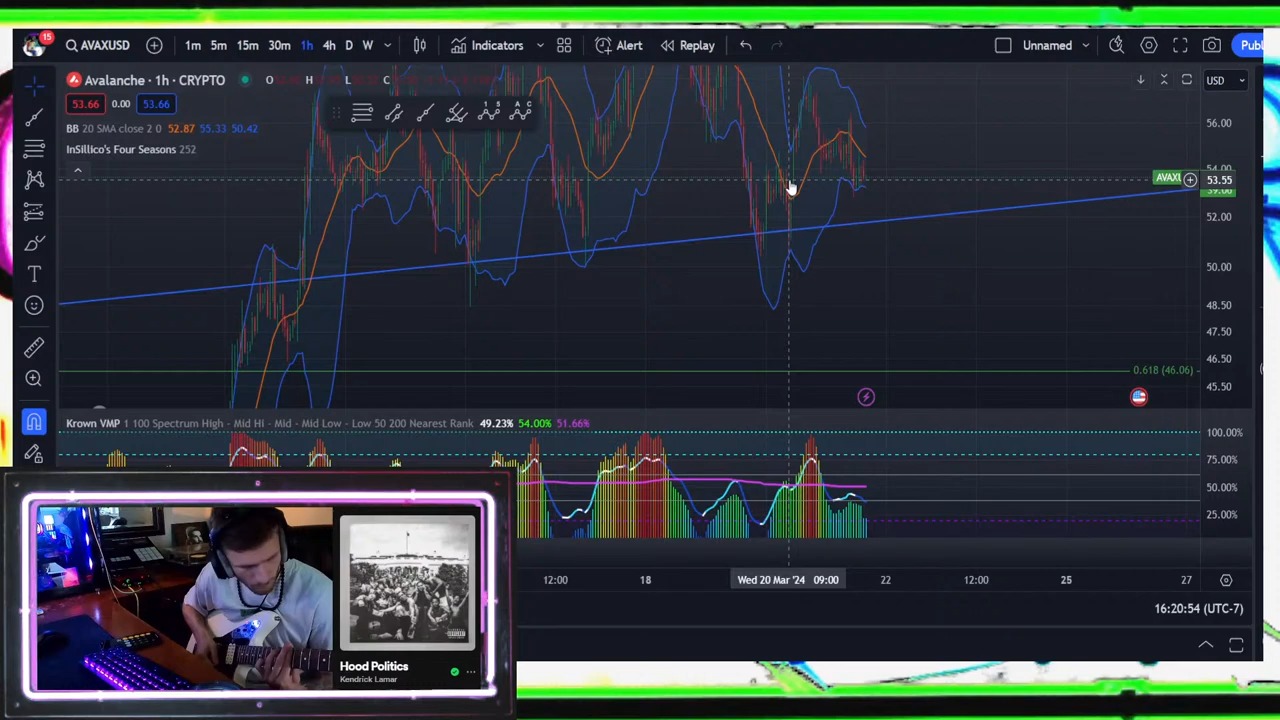 15
AVAXUSD
1m 5m 15m 30m 1h 4h D W
Indicators
Alert
Replay
Unnamed
Publ
Avalanche · 1h · CRYPTO
O H L C
USD
53.66 0.00 53.66
BB 20 SMA close 2 0 52.87 55.33 50.42
InSillico's Four Seasons 252
56.00
54.00
AVAXU
53.55
52.00
50.00
48.50
47.50
46.50
45.50
0.618 (46.06)
Krown VMP 1 100 Spectrum High - Mid Hi - Mid - Mid Low - Low 50 200 Nearest Rank 49.23% 54.00% 51.66%
100.00%
75.00%
50.00%
25.00%
12:00
18
Wed 20 Mar '24 09:00
22
12:00
25
27
16:20:54 (UTC-7)
Hood Politics
Kendrick Lamar